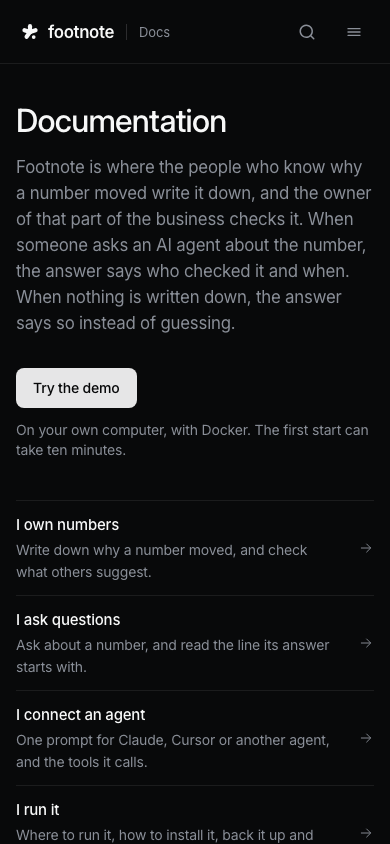 footnote
Docs
Documentation
Footnote is where the people who know why
a number moved write it down, and the owner
of that part of the business checks it. When
someone asks an AI agent about the number,
the answer says who checked it and when.
When nothing is written down, the answer
says so instead of guessing.
Try the demo
On your own computer, with Docker. The first start can
take ten minutes.
I own numbers
Write down why a number moved, and check
what others suggest.
I ask questions
Ask about a number, and read the line its answer
starts with.
I connect an agent
One prompt for Claude, Cursor or another agent,
and the tools it calls.
I run it
Where to run it, how to install it, back it up and